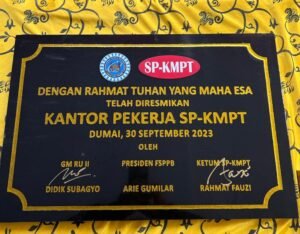 SP-KMPT
DENGAN RAHMAT TUHAN YANG MAHA ESA
TELAH DIRESMIKAN
KANTOR PEKERJA SP-KMPT
DUMAI, 30 SEPTEMBER 2023
OLEH
GM RU II PRESIDEN FSPPB KETUM SP-KMPT
DIDIK SUBAGYO ARIE GUMILAR RAHMAT FAUZI